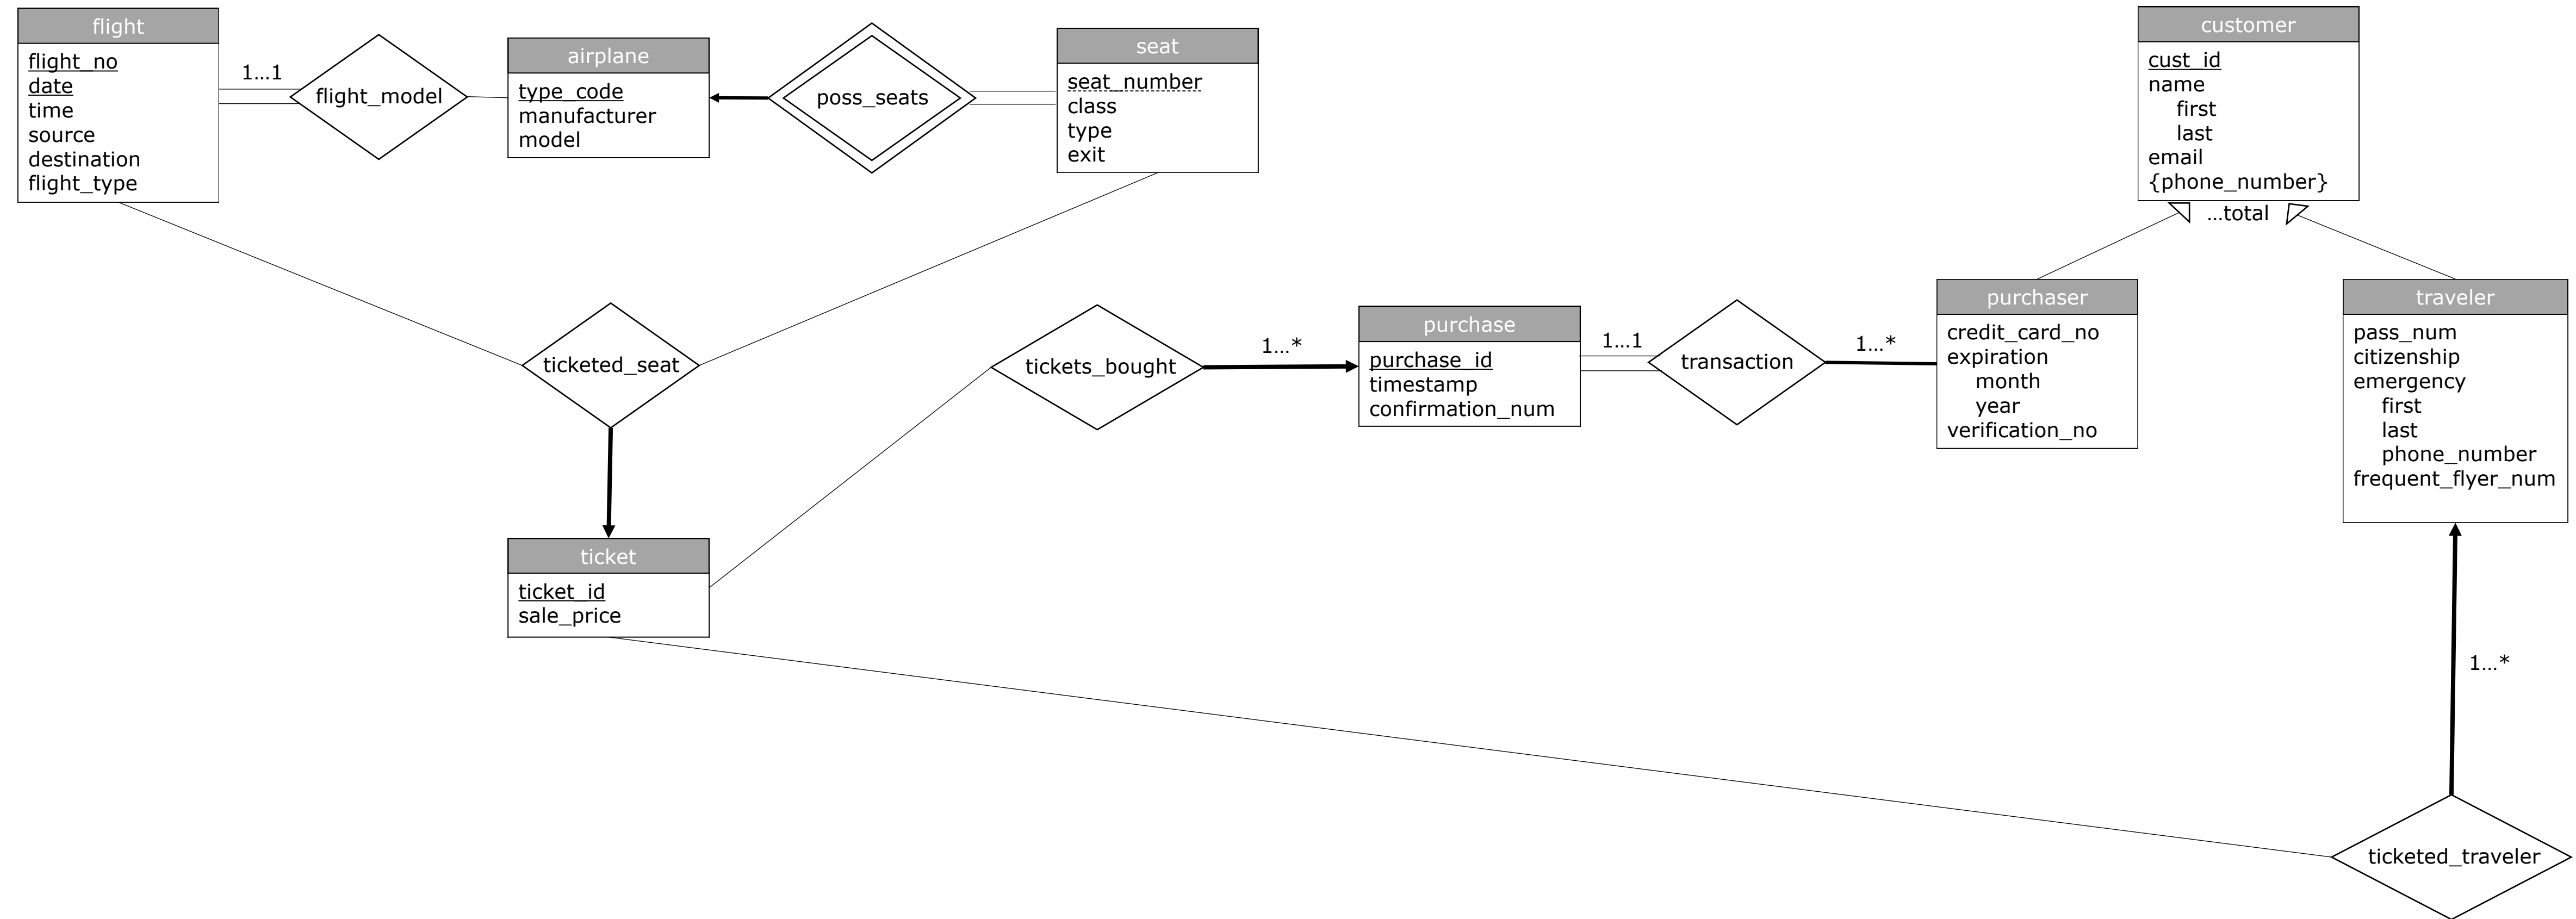 flight
flight_no
date
time
source
destination
flight_type
1...1
flight_model
airplane
type_code
manufacturer
model
poss_seats
seat
seat_number
class
type
exit
customer
cust_id
name
first
last
email
{phone_number}
...total
ticketed_seat
tickets_bought
1...*
purchase
purchase_id
timestamp
confirmation_num
1...1
transaction
1...*
purchaser
credit_card_no
expiration
month
year
verification_no
traveler
pass_num
citizenship
emergency
first
last
phone_number
frequent_flyer_num
ticket
ticket_id
sale_price
1...*
ticketed_traveler